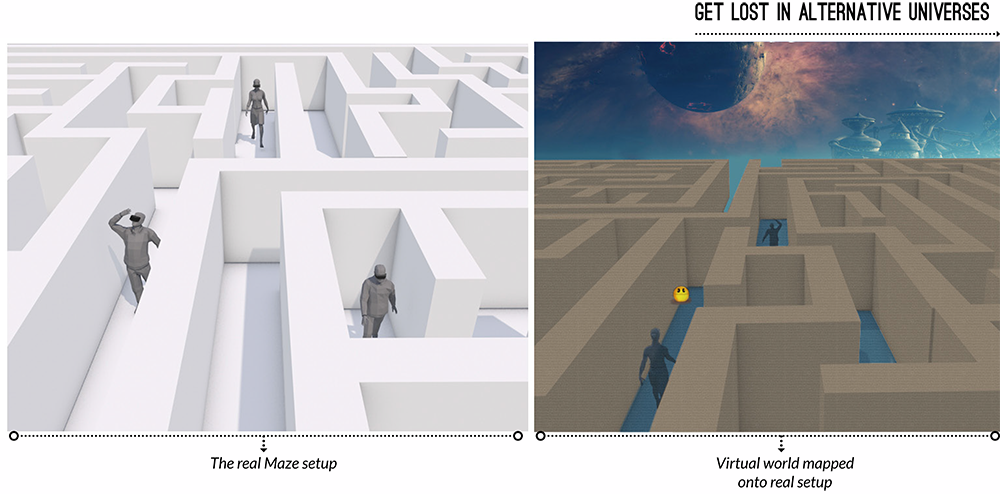 GET LOST IN ALTERNATIVE UNIVERSES
The real Maze setup
Virtual world mapped
onto real setup